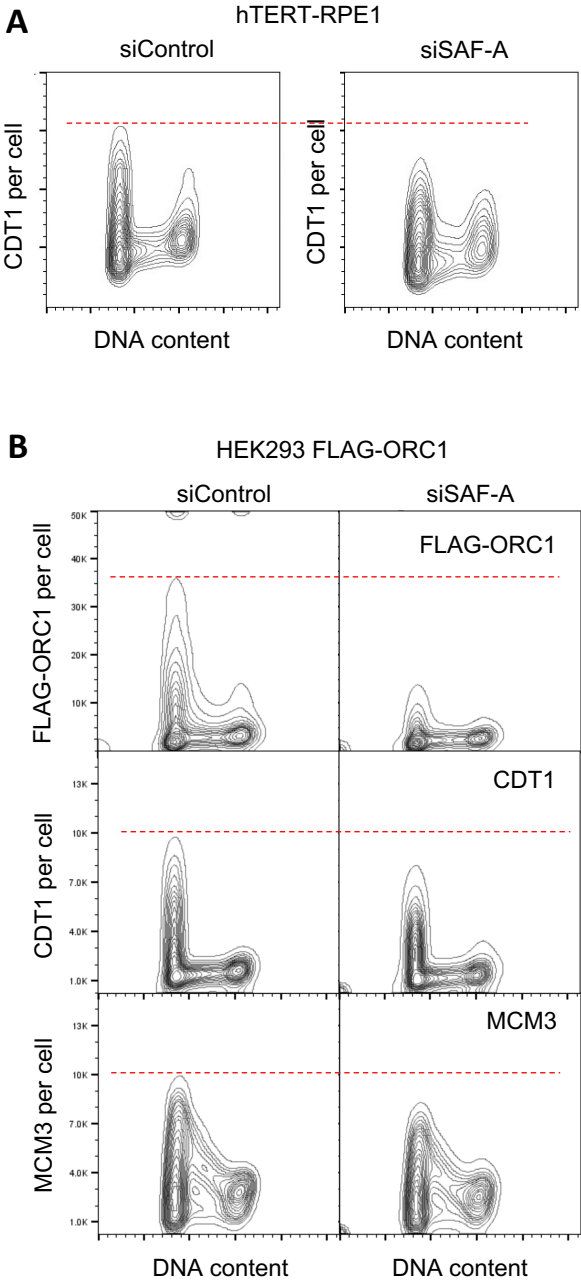 A
hTERT-RPE1
siControl
siSAF-A
CDT1 per cell
CDT1 per cell
DNA content
DNA content
B
HEK293 FLAG-ORC1
siControl
siSAF-A
FLAG-ORC1 per cell
50K
40K
30K
20K
10K
FLAG-ORC1
CDT1 per cell
13K
10K
7.0K
4.0K
1.0K
CDT1
MCM3 per cell
13K
10K
7.0K
4.0K
1.0K
MCM3
DNA content
DNA content